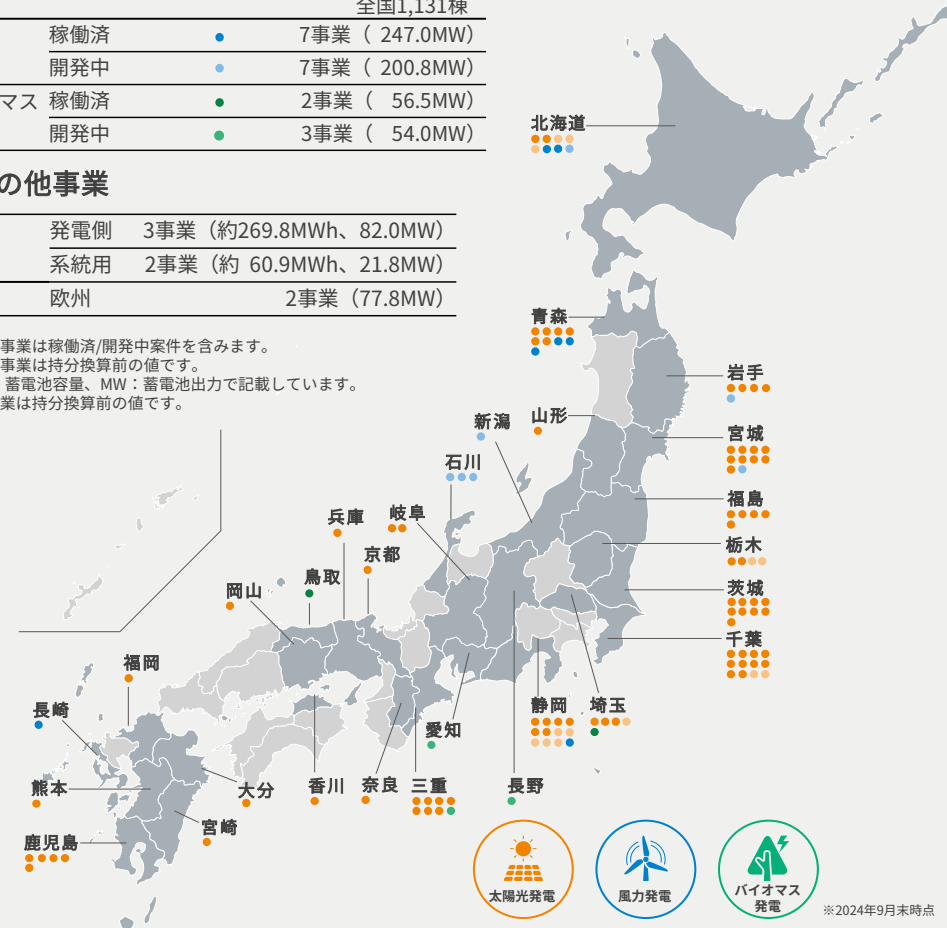 全国1,131棟
稼働済 7事業（ 247.0MW）
開発中 7事業（ 200.8MW）
マス 稼働済 2事業（ 56.5MW）
開発中 3事業（ 54.0MW）
の他事業
発電側 3事業（約269.8MWh、82.0MW）
系統用 2事業（約 60.9MWh、21.8MW）
欧州 2事業（77.8MW）
事業は稼働済/開発中案件を含みます。
事業は持分換算前の値です。
蓄電池容量、MW：蓄電池出力で記載しています。
業は持分換算前の値です。
北海道
青森
岩手
山形
新潟
宮城
石川
福島
兵庫
岐阜
栃木
京都
鳥取
岡山
茨城
千葉
福岡
長崎
静岡
埼玉
愛知
熊本
大分
香川
奈良
三重
長野
宮崎
鹿児島
太陽光発電
風力発電
バイオマス
発電
※2024年9月末時点